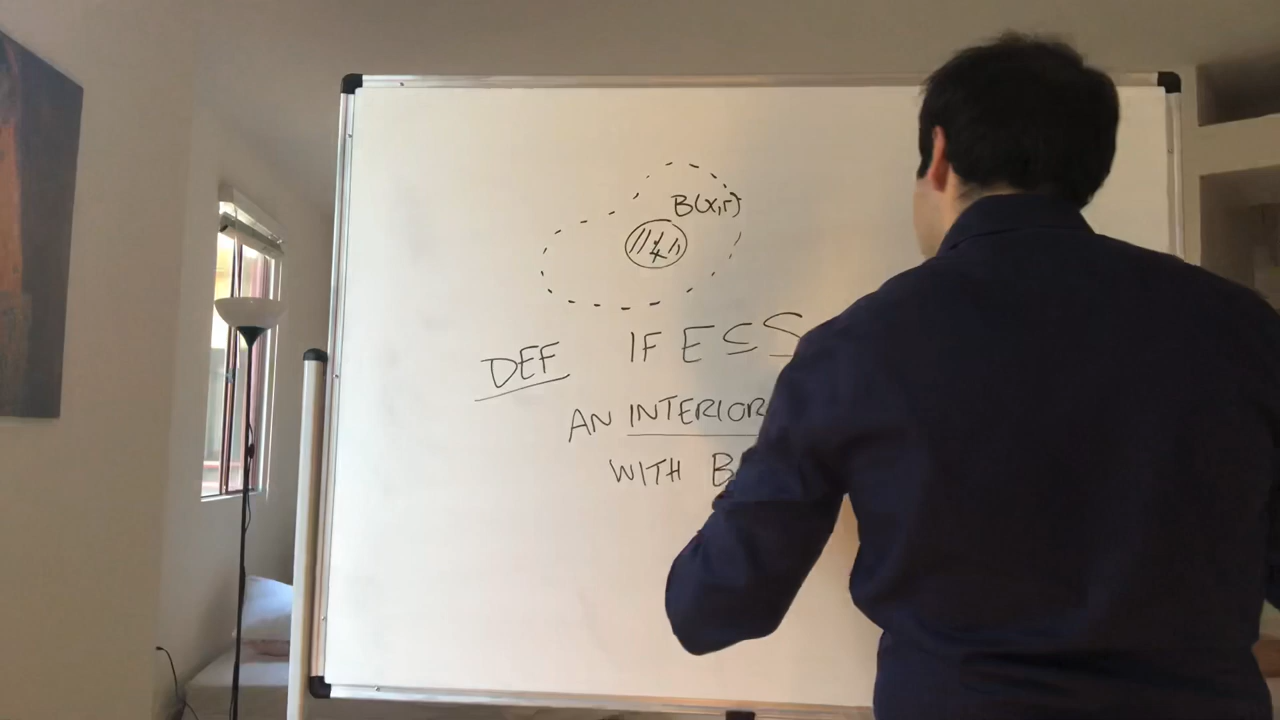 B(x,r)
x
DEF IF E ⊆ S
AN INTERIOR
WITH B